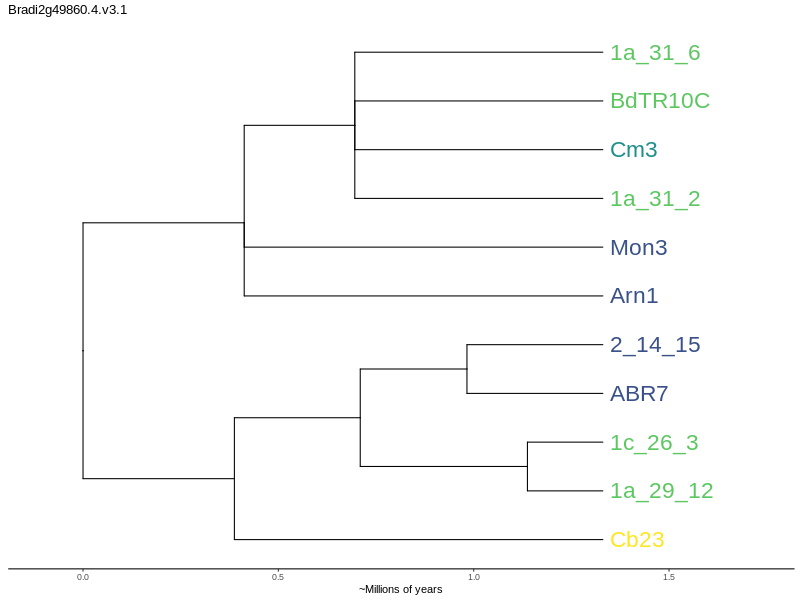 Bradi2g49860.4.v3.1
1a_31_6
BdTR10C
Cm3
1a_31_2
Mon3
Arn1
2_14_15
ABR7
1c_26_3
1a_29_12
Cb23
0.0 0.5 1.0 1.5
~Millions of years